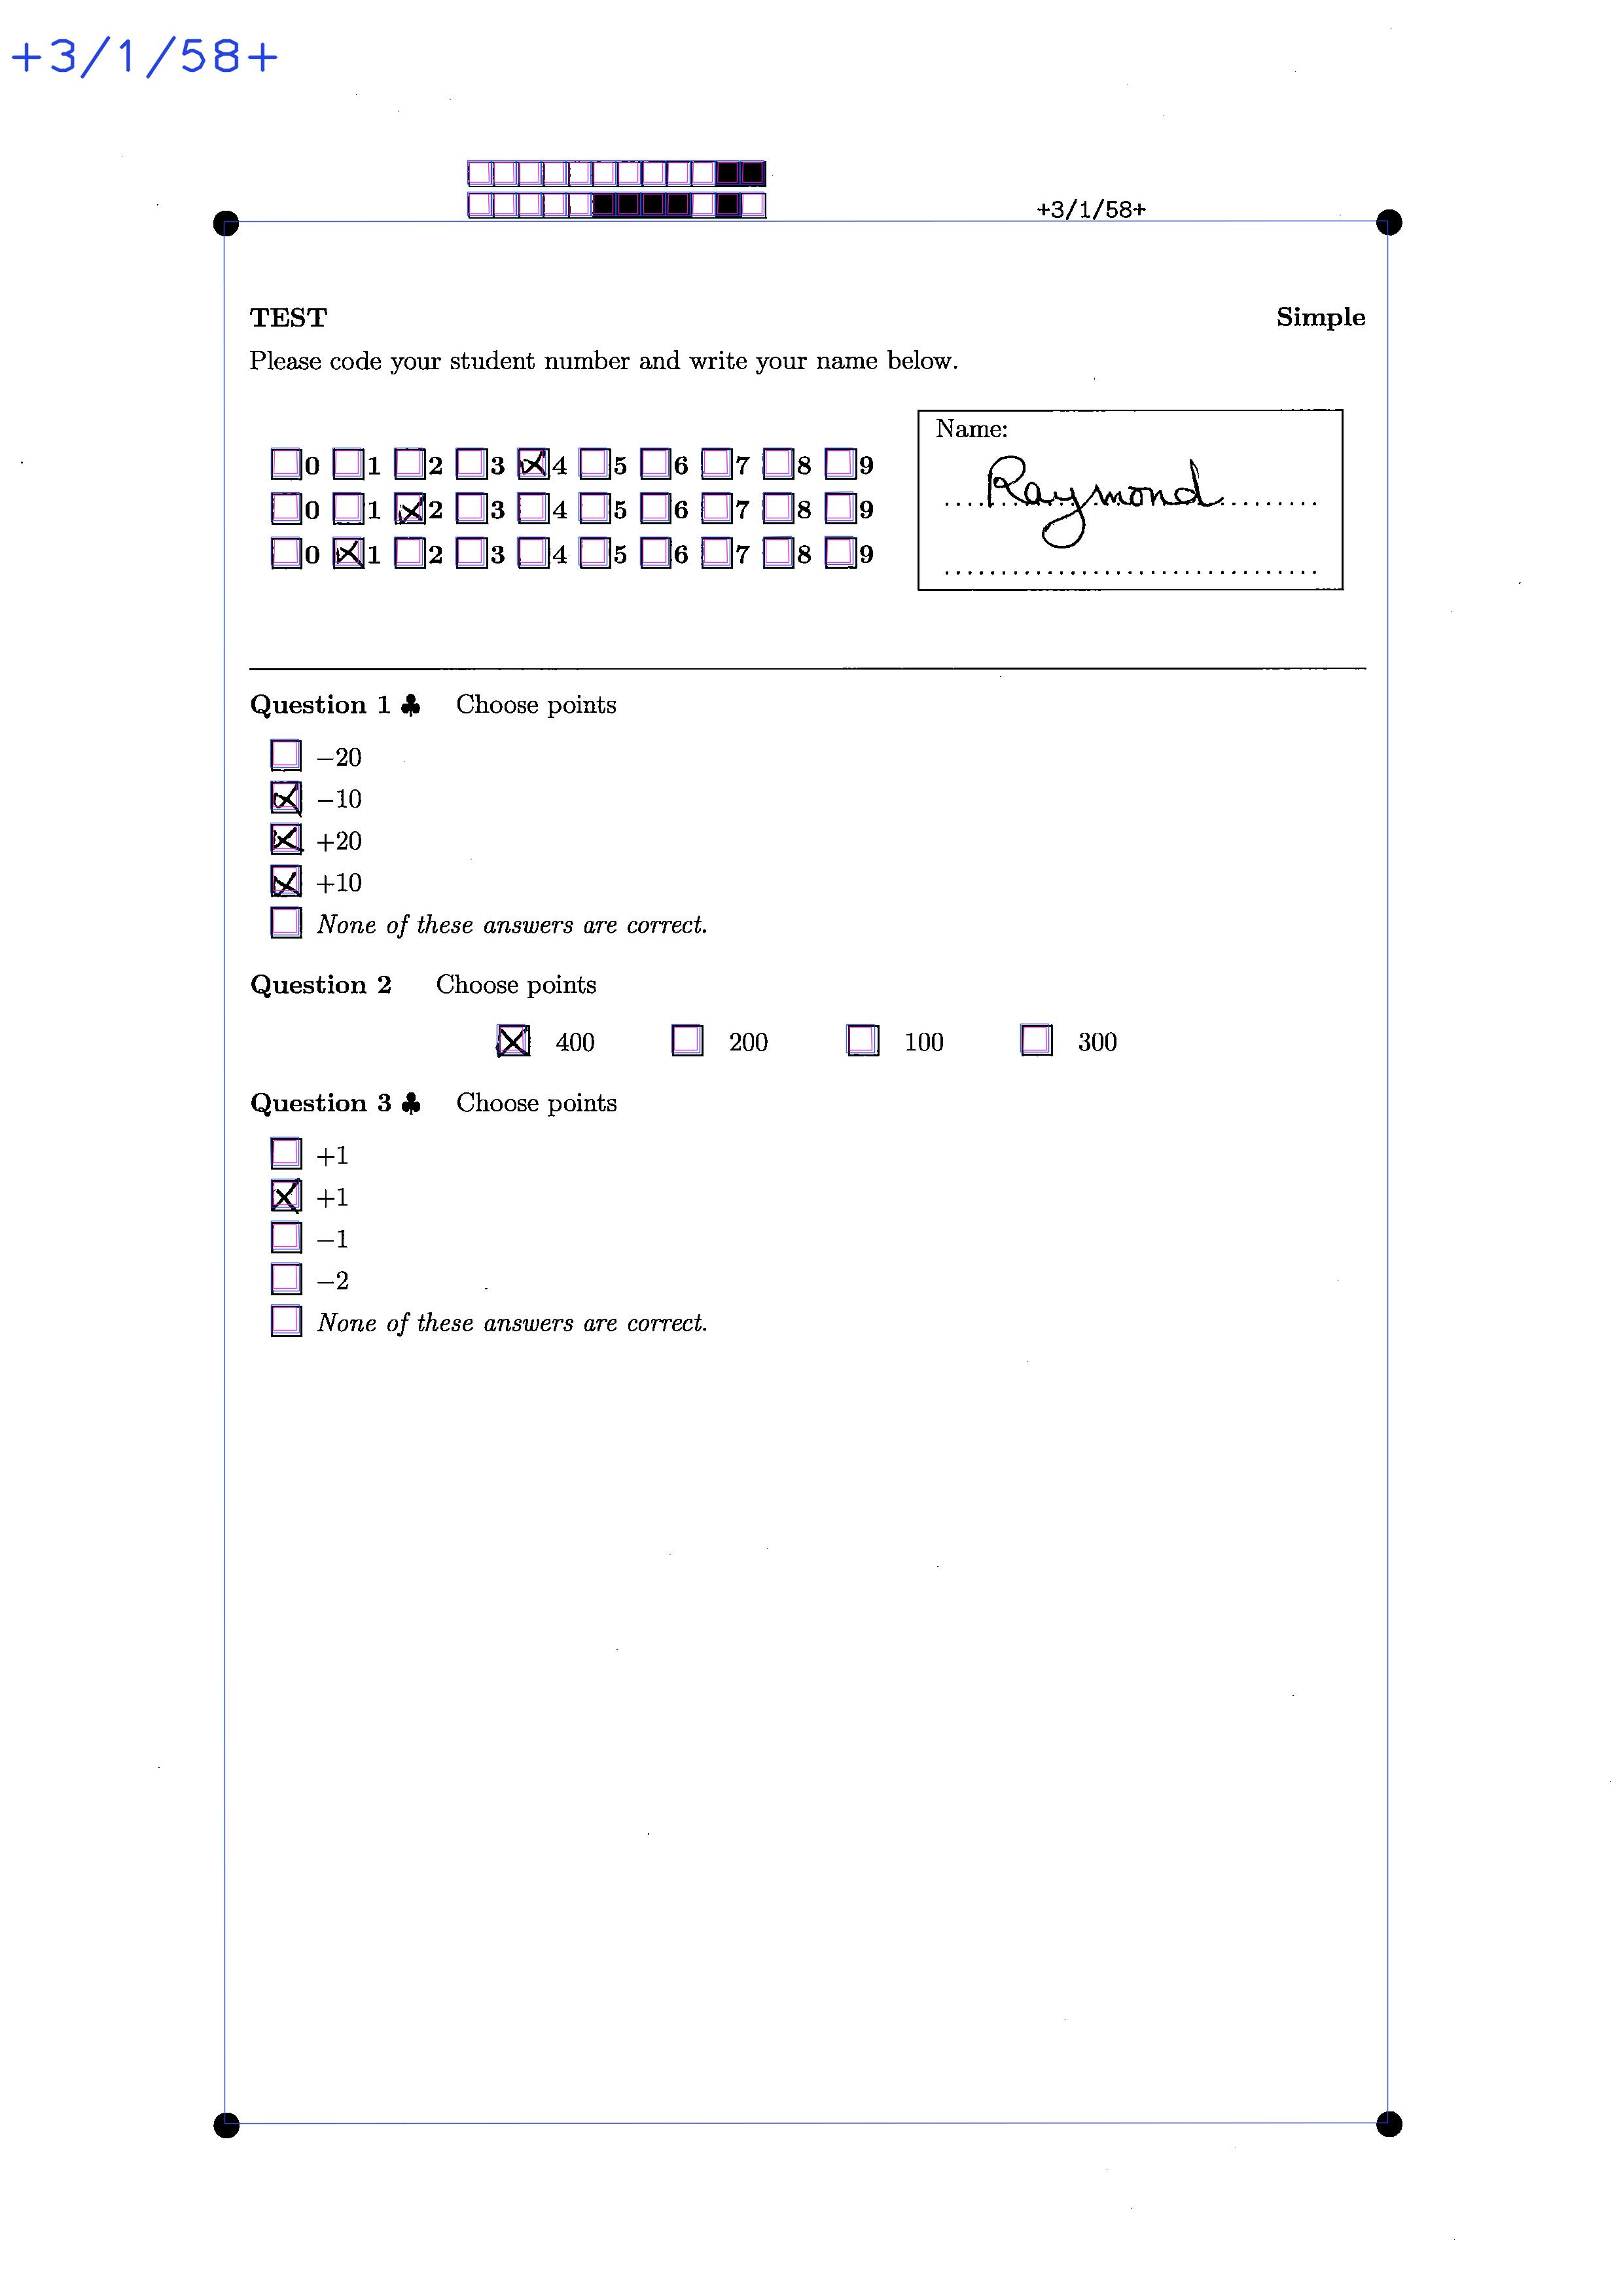 +3/1/58+
+3/1/58+
TEST Simple
Please code your student number and write your name below.
Name:
0 1 2 3 4 5 6 7 8 9
Raymond
0 1 2 3 4 5 6 7 8 9
0 1 2 3 4 5 6 7 8 9
Question 1 ♣ Choose points
−20
−10
+20
+10
None of these answers are correct.
Question 2 Choose points
400 200 100 300
Question 3 ♣ Choose points
+1
+1
−1
−2
None of these answers are correct.